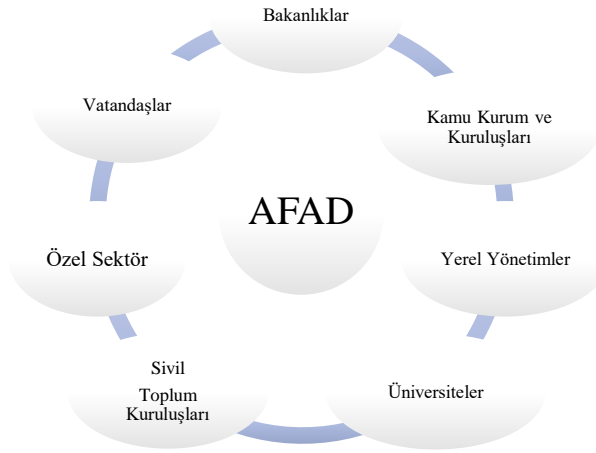 Bakanlıklar
Vatandaşlar
Kamu Kurum ve
Kuruluşları
AFAD
Özel Sektör
Yerel Yönetimler
Sivil
Toplum
Kuruluşları
Üniversiteler